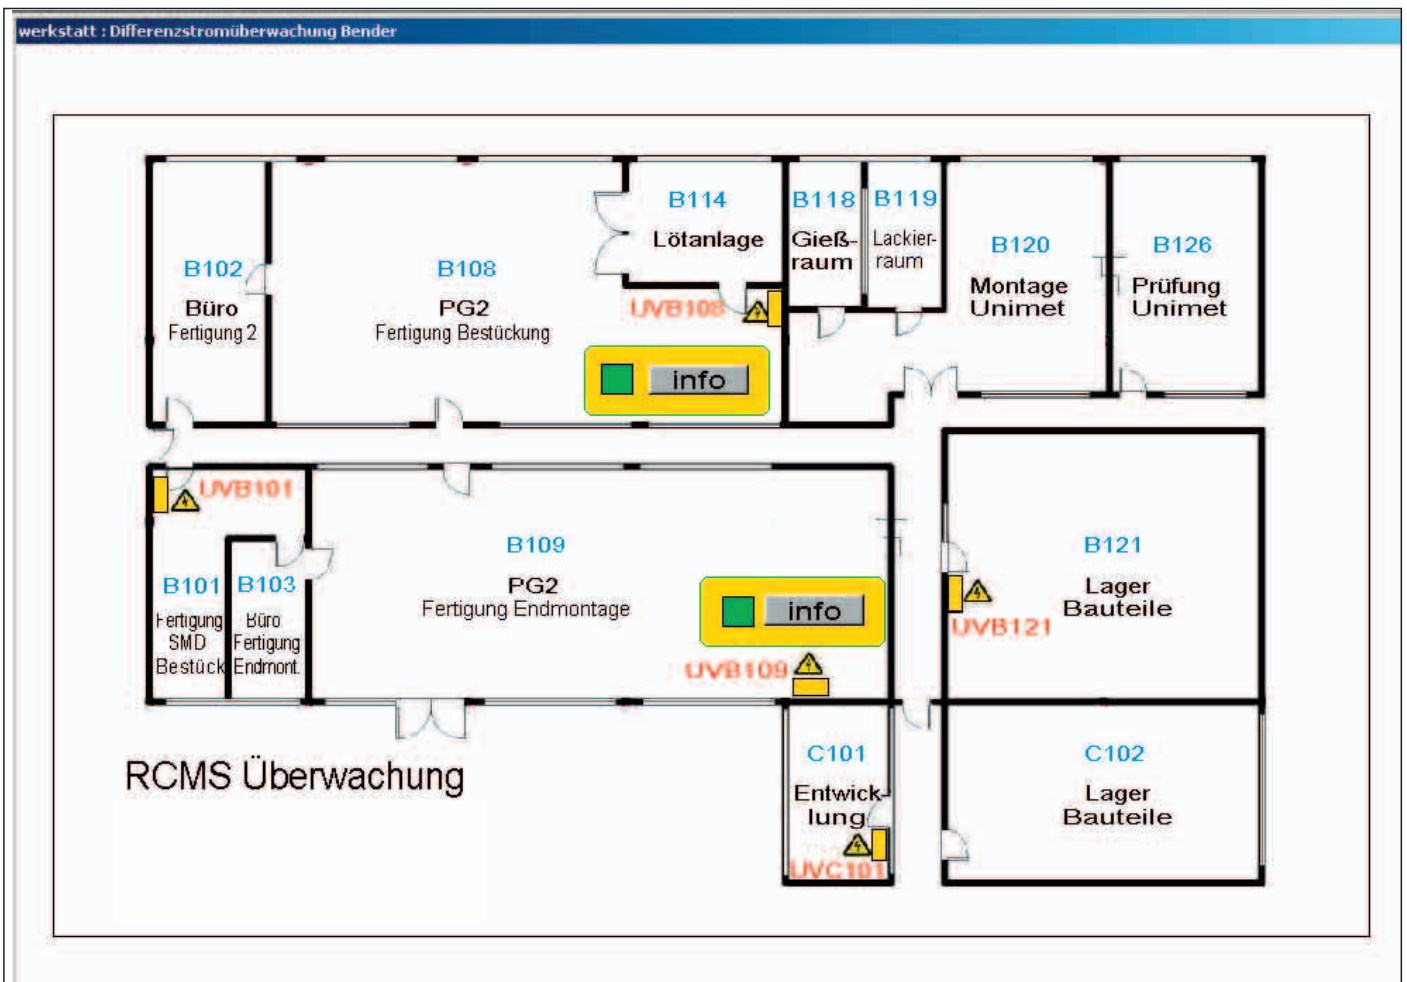 werkstatt : Differenzstromüberwachung Bender
B102
Büro
Fertigung 2
B108
PG2
Fertigung Bestückung
B114
Lötanlage
UVB108
info
B118
Gieß-
raum
B119
Lackier-
raum
B120
Montage
Unimet
B126
Prüfung
Unimet
UVB101
B101
Fertigung
SMD
Bestück
B103
Büro
Fertigung
Endmont.
B109
PG2
Fertigung Endmontage
info
UVB109
B121
Lager
Bauteile
UVB121
RCMS Überwachung
C101
Entwick-
lung
UVC101
C102
Lager
Bauteile